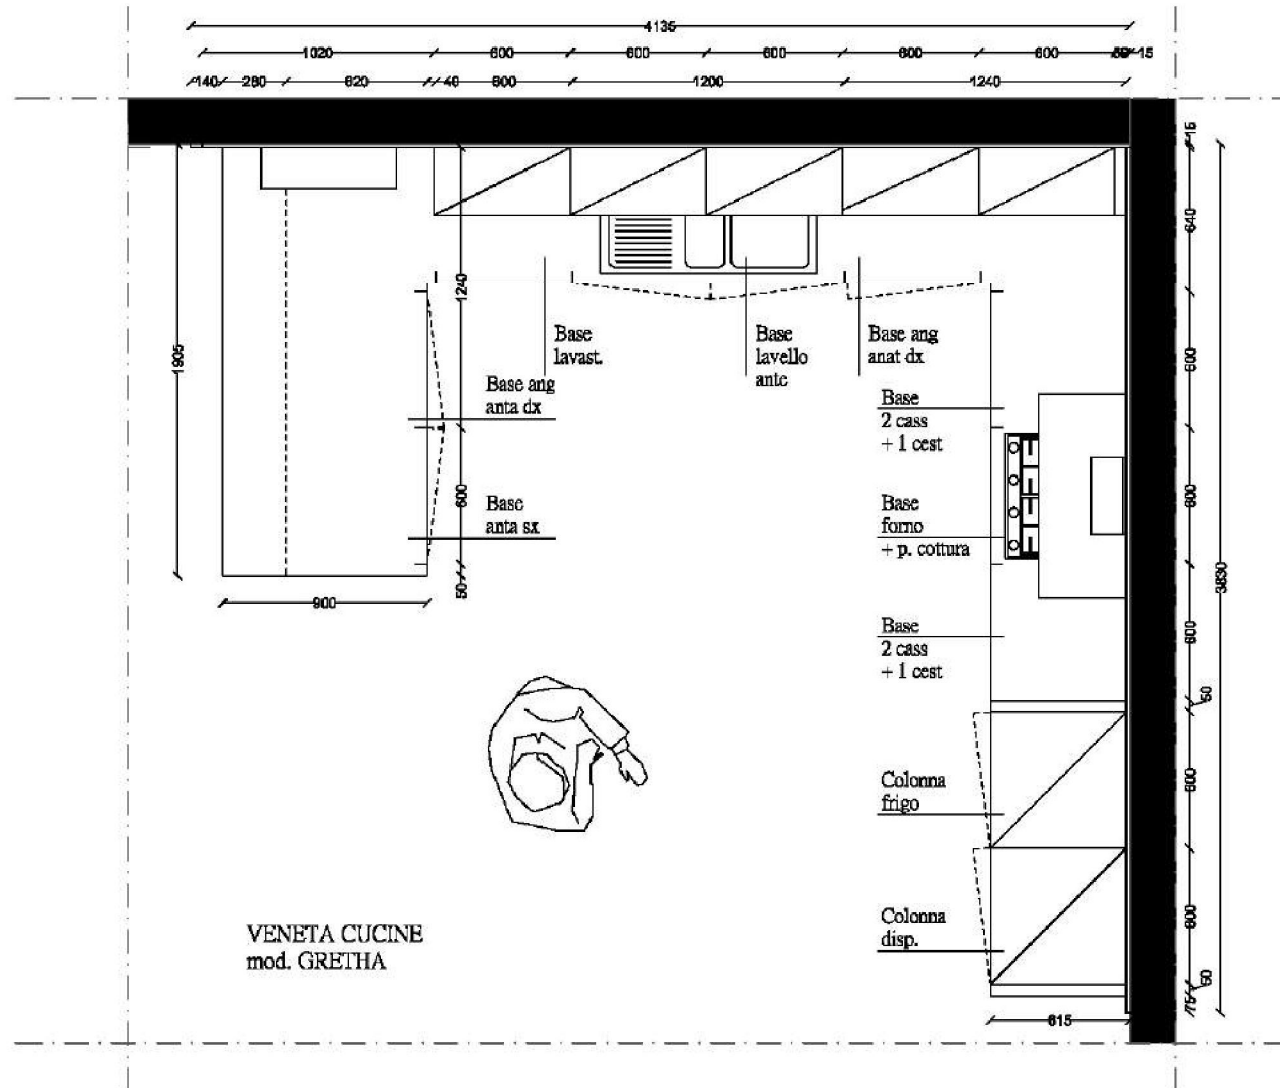 4135
1020 600 600 600 600 600 15
140 280 620 40 600 1200 1240
15
640
1240
1905
600
Base
lavast.
Base
lavello
ante
Base ang
anat dx
Base ang
anta dx
Base
2 cass
+ 1 cest
600
600
Base
anta sx
Base
forno
+ p. cottura
50
900
3830
600
Base
2 cass
+ 1 cest
50
600
Colonna
frigo
600
Colonna
disp.
VENETA CUCINE
mod. GRETHA
50
75
615